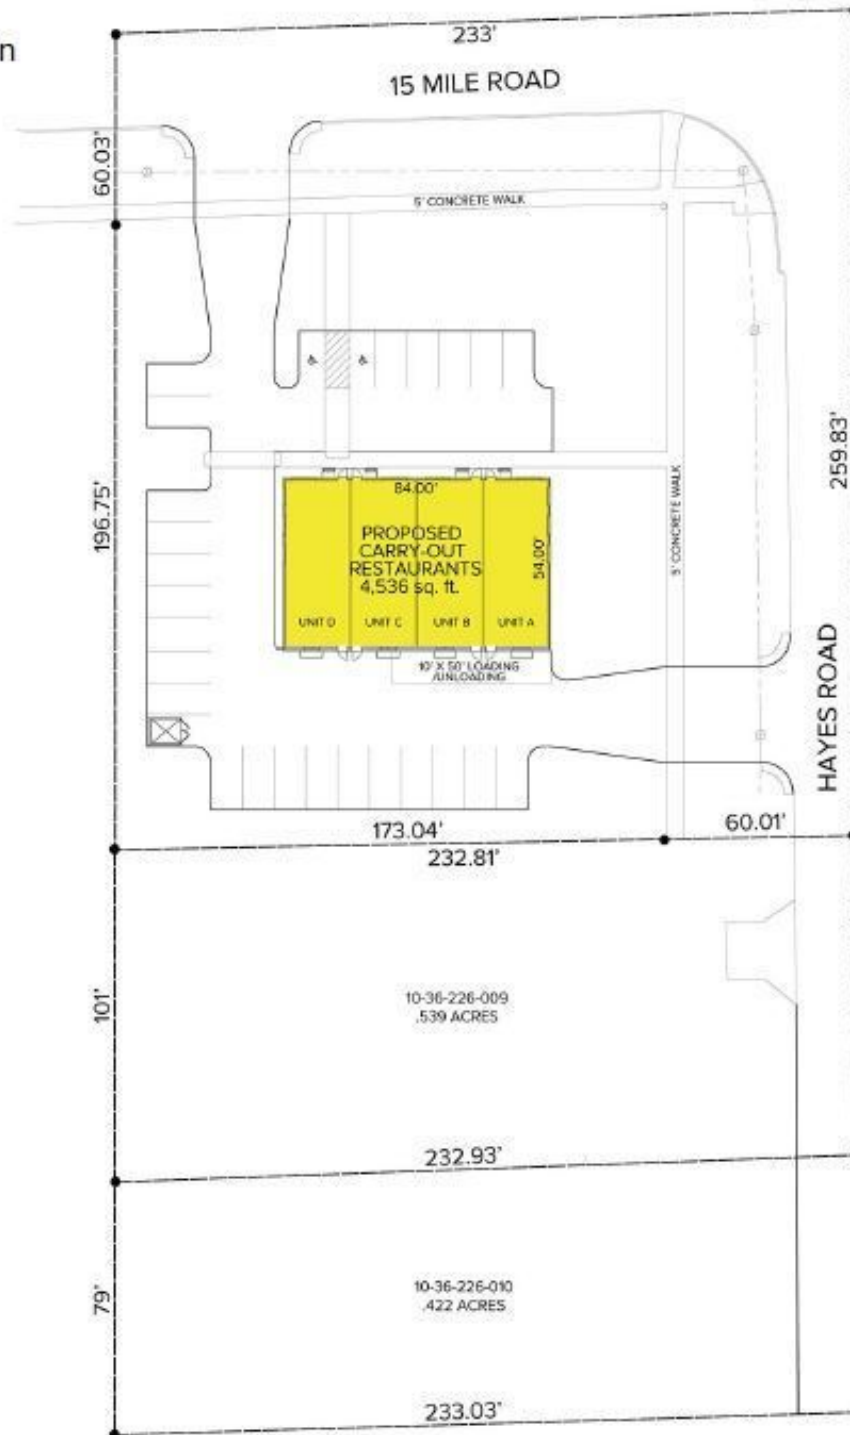 n
233'
15 MILE ROAD
60.03'
5' CONCRETE WALK
259.83'
196.75'
84.00'
PROPOSED
CARRY-OUT
RESTAURANTS
4,536 sq. ft.
54.00'
5' CONCRETE WALK
UNIT D
UNIT C
UNIT B
UNIT A
10' X 50' LOADING
/UNLOADING
HAYES ROAD
173.04'
60.01'
232.81'
101'
10-36-226-009
.539 ACRES
232.93'
79'
10-36-226-010
.422 ACRES
233.03'